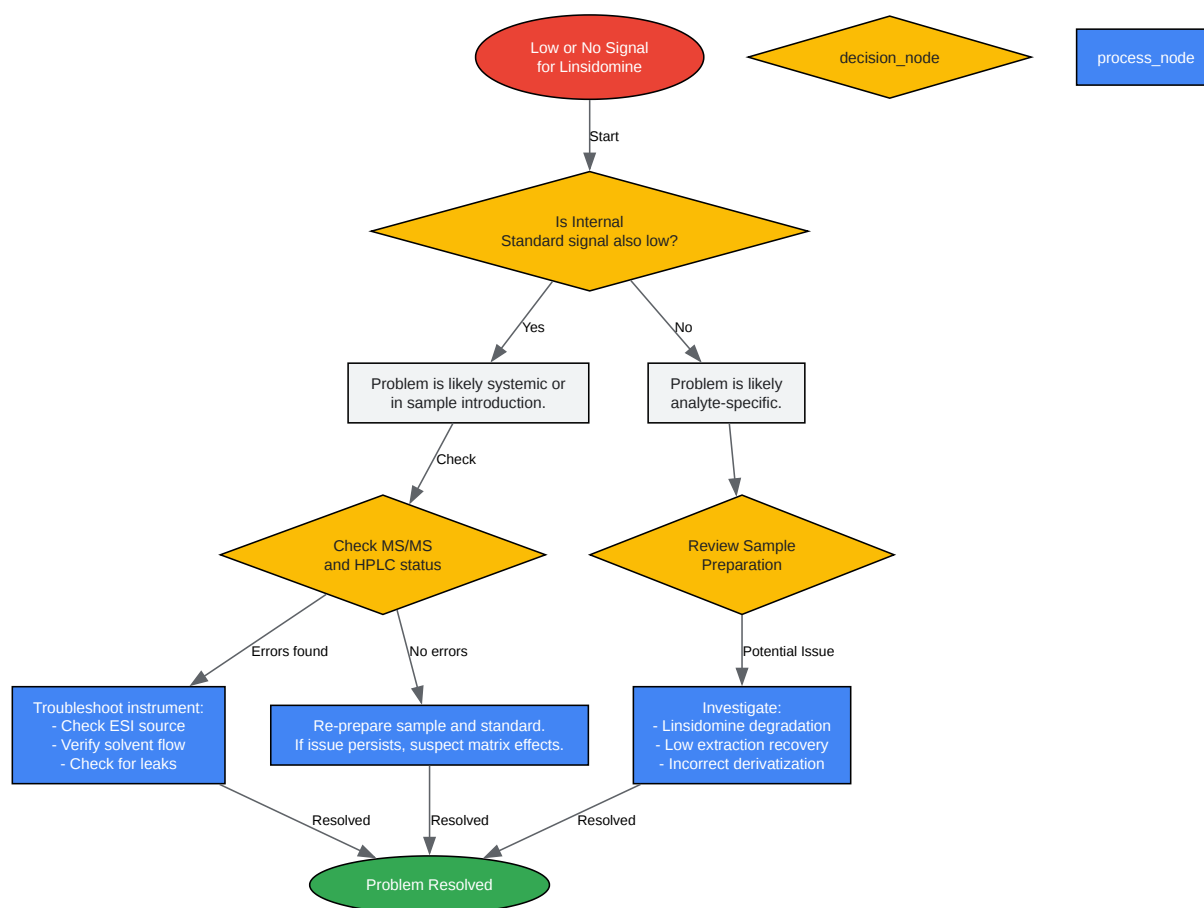 Low or No Signal
for Linsidomine
decision_node
process_node
Start
Is Internal
Standard signal also low?
Yes
No
Problem is likely systemic or
in sample introduction.
Problem is likely
analyte-specific.
Check
Check MS/MS
and HPLC status
Review Sample
Preparation
Errors found
No errors
Potential Issue
Troubleshoot instrument:
- Check ESI source
- Verify solvent flow
- Check for leaks
Re-prepare sample and standard.
If issue persists, suspect matrix effects.
Investigate:
- Linsidomine degradation
- Low extraction recovery
- Incorrect derivatization
Resolved
Resolved
Resolved
Problem Resolved